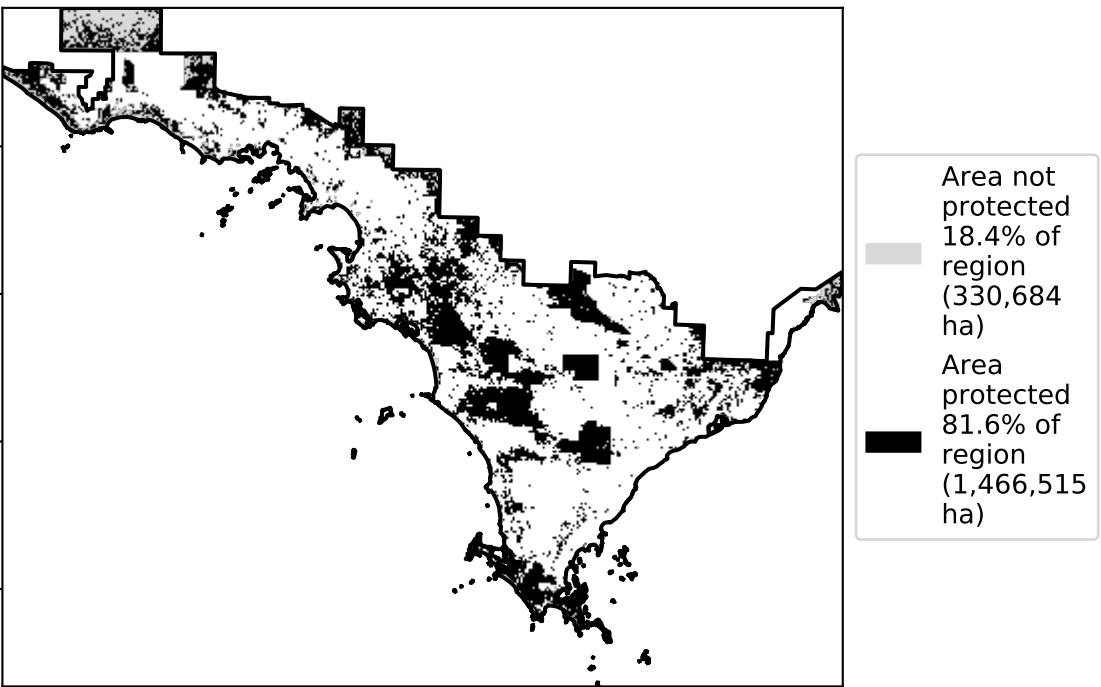 Area not
protected
18.4% of
region
(330,684
ha)
Area
protected
81.6% of
region
(1,466,515
ha)